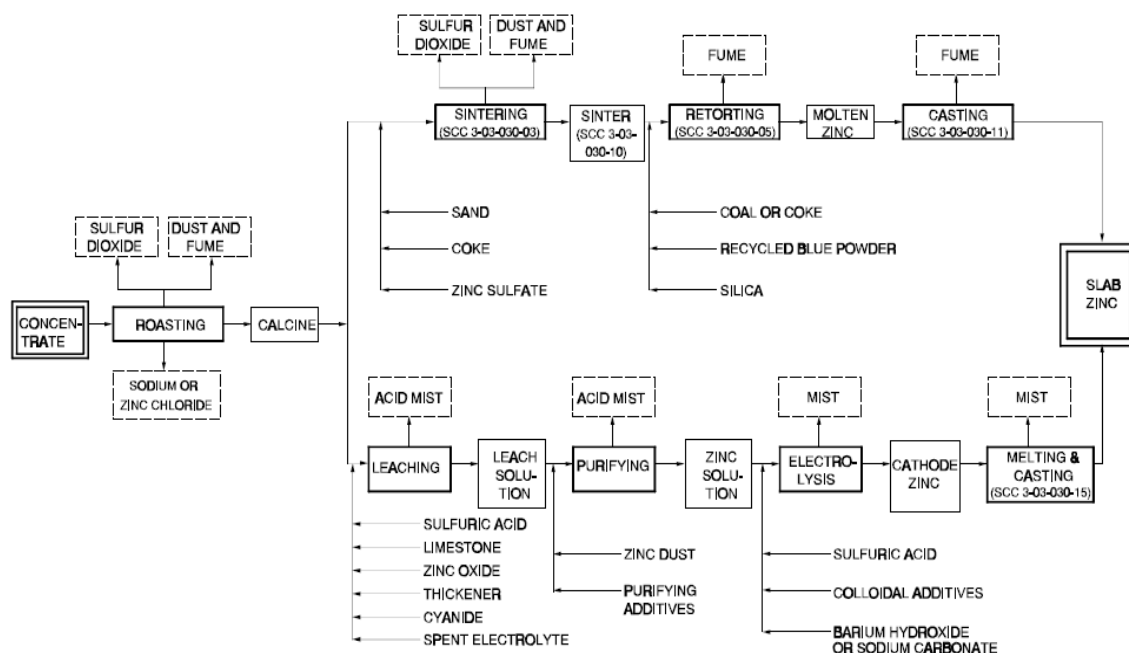 SULFUR
DIOXIDE
DUST AND
FUME
FUME
FUME
SINTERING
(SCC 3-03-030-03)
SINTER
(SCC 3-03-
030-10)
RETORTING
(SCC 3-03-030-05)
MOLTEN
ZINC
CASTING
(SCC 3-03-030-11)
SAND
COKE
ZINC SULFATE
COAL OR COKE
RECYCLED BLUE POWDER
SILICA
SULFUR
DIOXIDE
DUST AND
FUME
SLAB
ZINC
CONCEN-
TRATE
ROASTING
CALCINE
SODIUM OR
ZINC CHLORIDE
ACID MIST
ACID MIST
MIST
MIST
LEACHING
LEACH
SOLU-
TION
PURIFYING
ZINC
SOLU-
TION
ELECTRO-
LYSIS
CATHODE
ZINC
MELTING &
CASTING
(SCC 3-03-030-15)
SULFURIC ACID
LIMESTONE
ZINC OXIDE
THICKENER
CYANIDE
SPENT ELECTROLYTE
ZINC DUST
PURIFYING
ADDITIVES
SULFURIC ACID
COLLOIDAL ADDITIVES
BARIUM HYDROXIDE
OR SODIUM CARBONATE